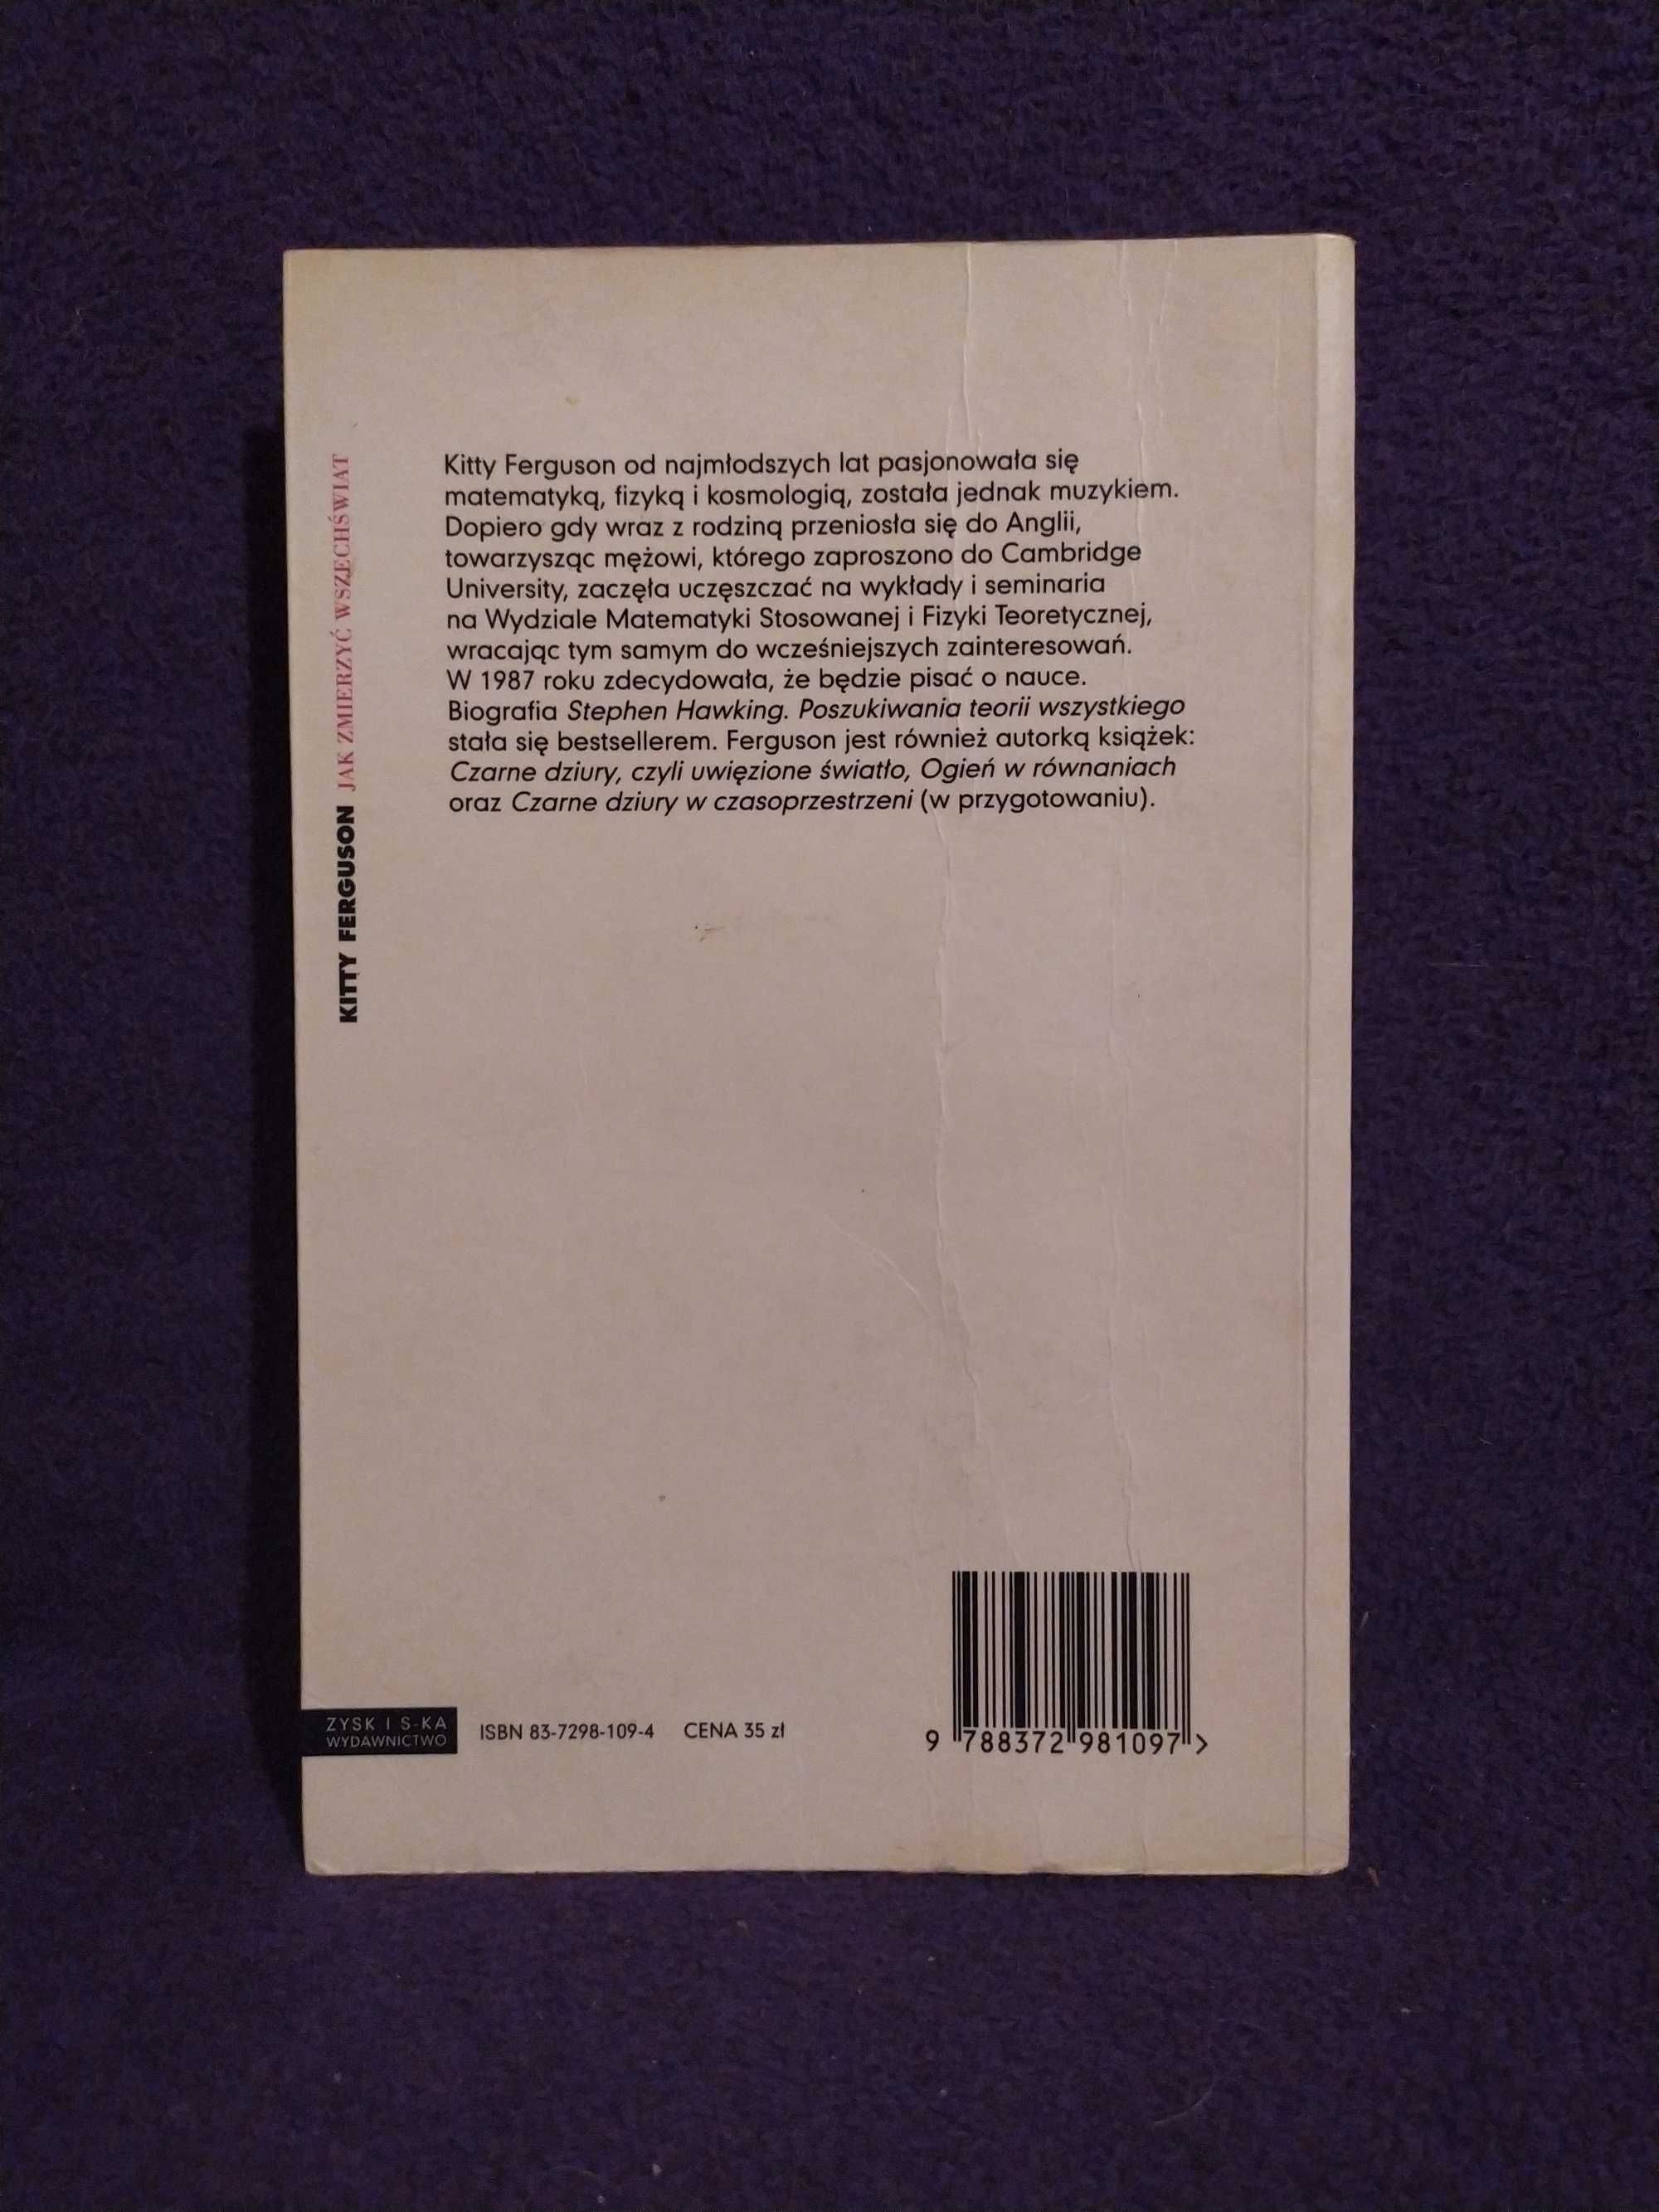 KITTY FERGUSON JAK ZMIERZYĆ WSZECHŚWIAT
Kitty Ferguson od najmłodszych lat pasjonowała się
matematyką, fizyką i kosmologią, została jednak muzykiem.
Dopiero gdy wraz z rodziną przeniosła się do Anglii,
towarzysząc mężowi, którego zaproszono do Cambridge
University, zaczęła uczęszczać na wykłady i seminaria
na Wydziale Matematyki Stosowanej i Fizyki Teoretycznej,
wracając tym samym do wcześniejszych zainteresowań.
W 1987 roku zdecydowała, że będzie pisać o nauce.
Biografia Stephen Hawking. Poszukiwania teorii wszystkiego
stała się bestsellerem. Ferguson jest również autorką książek:
Czarne dziury, czyli uwięzione światło, Ogień w równaniach
oraz Czarne dziury w czasoprzestrzeni (w przygotowaniu).
ZYSK I S-KA
WYDAWNICTWO
ISBN 83-7298-109-4 CENA 35 zł
9 788372 981097 >